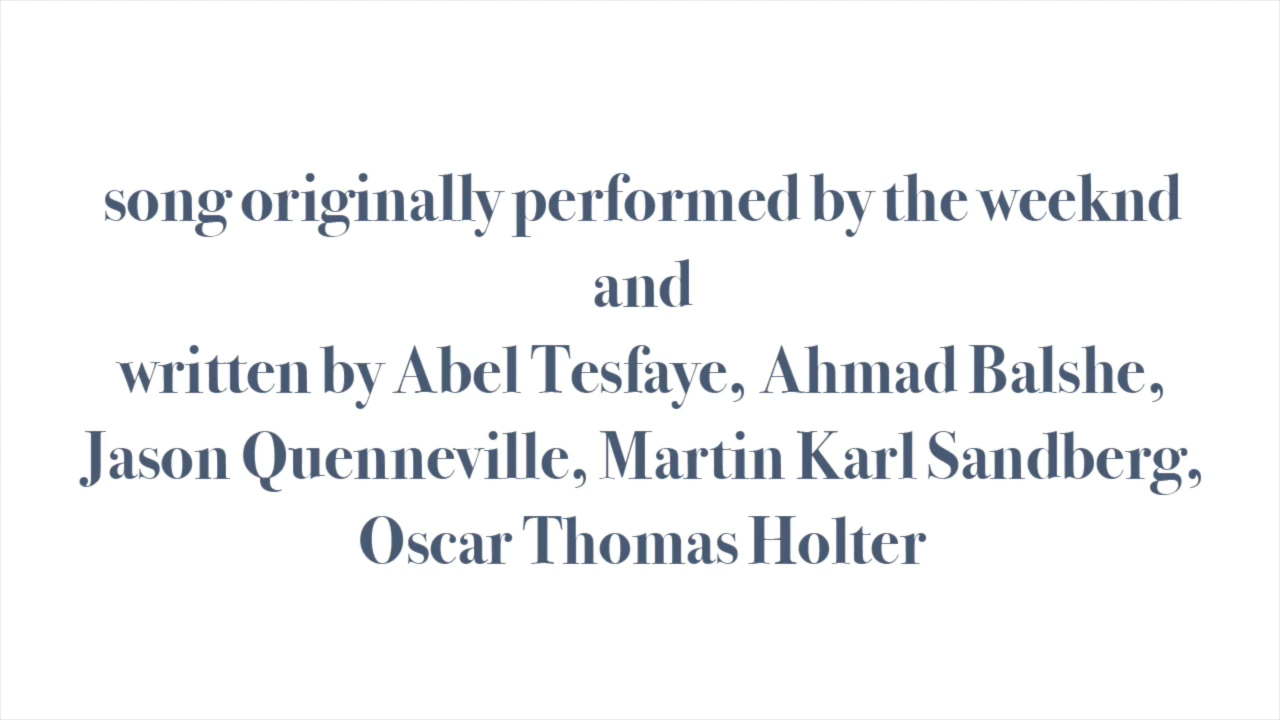 song originally performed by the weeknd
and
written by Abel Tesfaye, Ahmad Balshe,
Jason Quenneville, Martin Karl Sandberg,
Oscar Thomas Holter